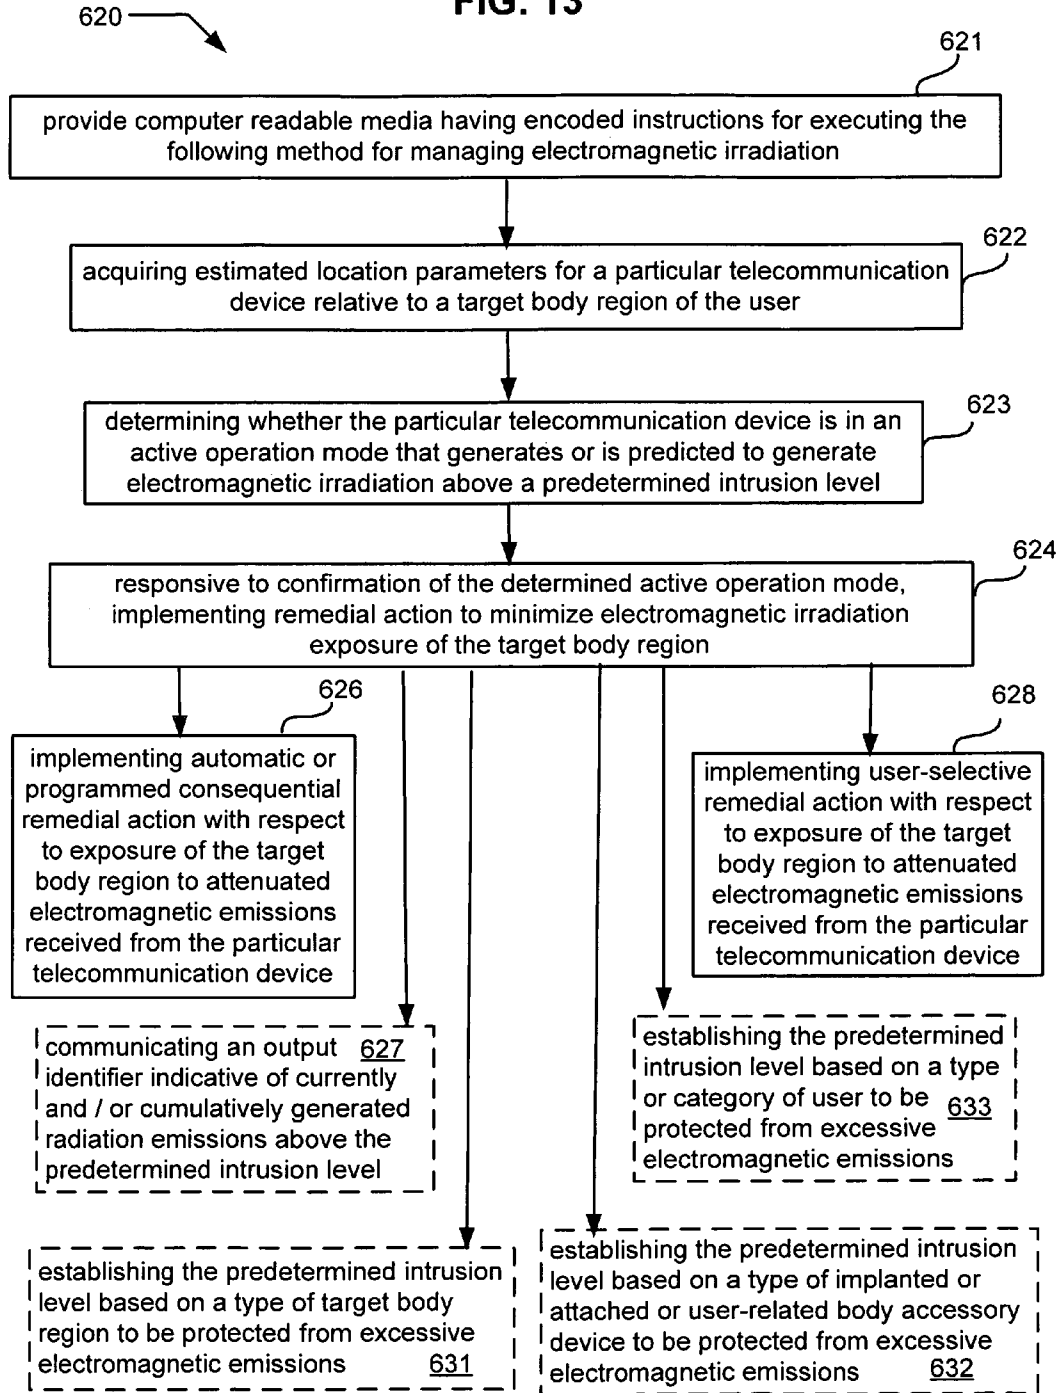 FIG. 13
620
621
provide computer readable media having encoded instructions for executing the
following method for managing electromagnetic irradiation
622
acquiring estimated location parameters for a particular telecommunication
device relative to a target body region of the user
623
determining whether the particular telecommunication device is in an
active operation mode that generates or is predicted to generate
electromagnetic irradiation above a predetermined intrusion level
624
responsive to confirmation of the determined active operation mode,
implementing remedial action to minimize electromagnetic irradiation
exposure of the target body region
626
implementing automatic or
programmed consequential
remedial action with respect
to exposure of the target
body region to attenuated
electromagnetic emissions
received from the particular
telecommunication device
628
implementing user-selective
remedial action with respect
to exposure of the target
body region to attenuated
electromagnetic emissions
received from the particular
telecommunication device
communicating an output 627
identifier indicative of currently
and / or cumulatively generated
radiation emissions above the
predetermined intrusion level
establishing the predetermined
intrusion level based on a type
or category of user to be 633
protected from excessive
electromagnetic emissions
establishing the predetermined intrusion
level based on a type of target body
region to be protected from excessive
electromagnetic emissions 631
establishing the predetermined intrusion
level based on a type of implanted or
attached or user-related body accessory
device to be protected from excessive
electromagnetic emissions 632